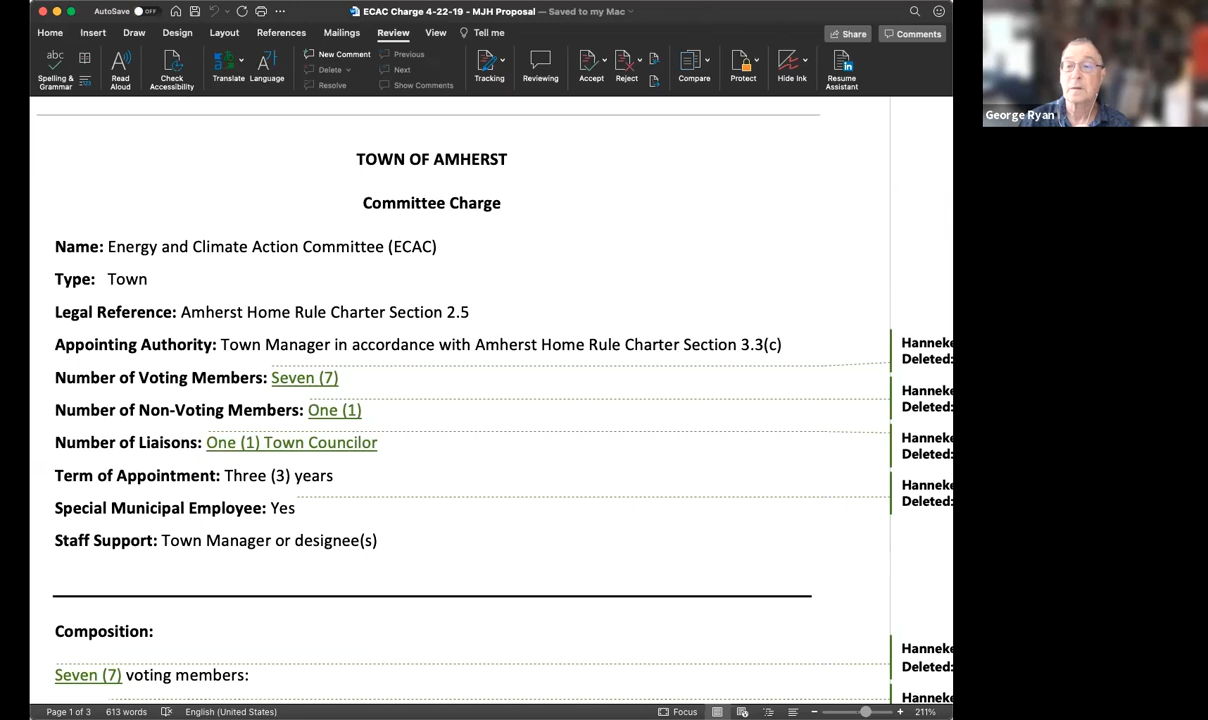 AutoSave OFF
ECAC Charge 4-22-19 - MJH Proposal — Saved to my Mac
Home Insert Draw Design Layout References Mailings Review View Tell me
Share Comments
abc
Spelling &
Grammar
Read
Aloud
Check
Accessibility
Translate Language
New Comment
Delete
Resolve
Previous
Next
Show Comments
Tracking
Reviewing
Accept Reject
Compare
Protect
Hide Ink
Resume
Assistant
George Ryan
TOWN OF AMHERST
Committee Charge
Name: Energy and Climate Action Committee (ECAC)
Type: Town
Legal Reference: Amherst Home Rule Charter Section 2.5
Appointing Authority: Town Manager in accordance with Amherst Home Rule Charter Section 3.3(c)
Number of Voting Members: Seven (7)
Number of Non-Voting Members: One (1)
Number of Liaisons: One (1) Town Councilor
Term of Appointment: Three (3) years
Special Municipal Employee: Yes
Staff Support: Town Manager or designee(s)
Hanneke
Deleted:
Hanneke
Deleted:
Hanneke
Deleted:
Hanneke
Deleted:
Composition:
Seven (7) voting members:
Hanneke
Deleted:
Hanneke
Page 1 of 3 613 words English (United States) Focus 211%